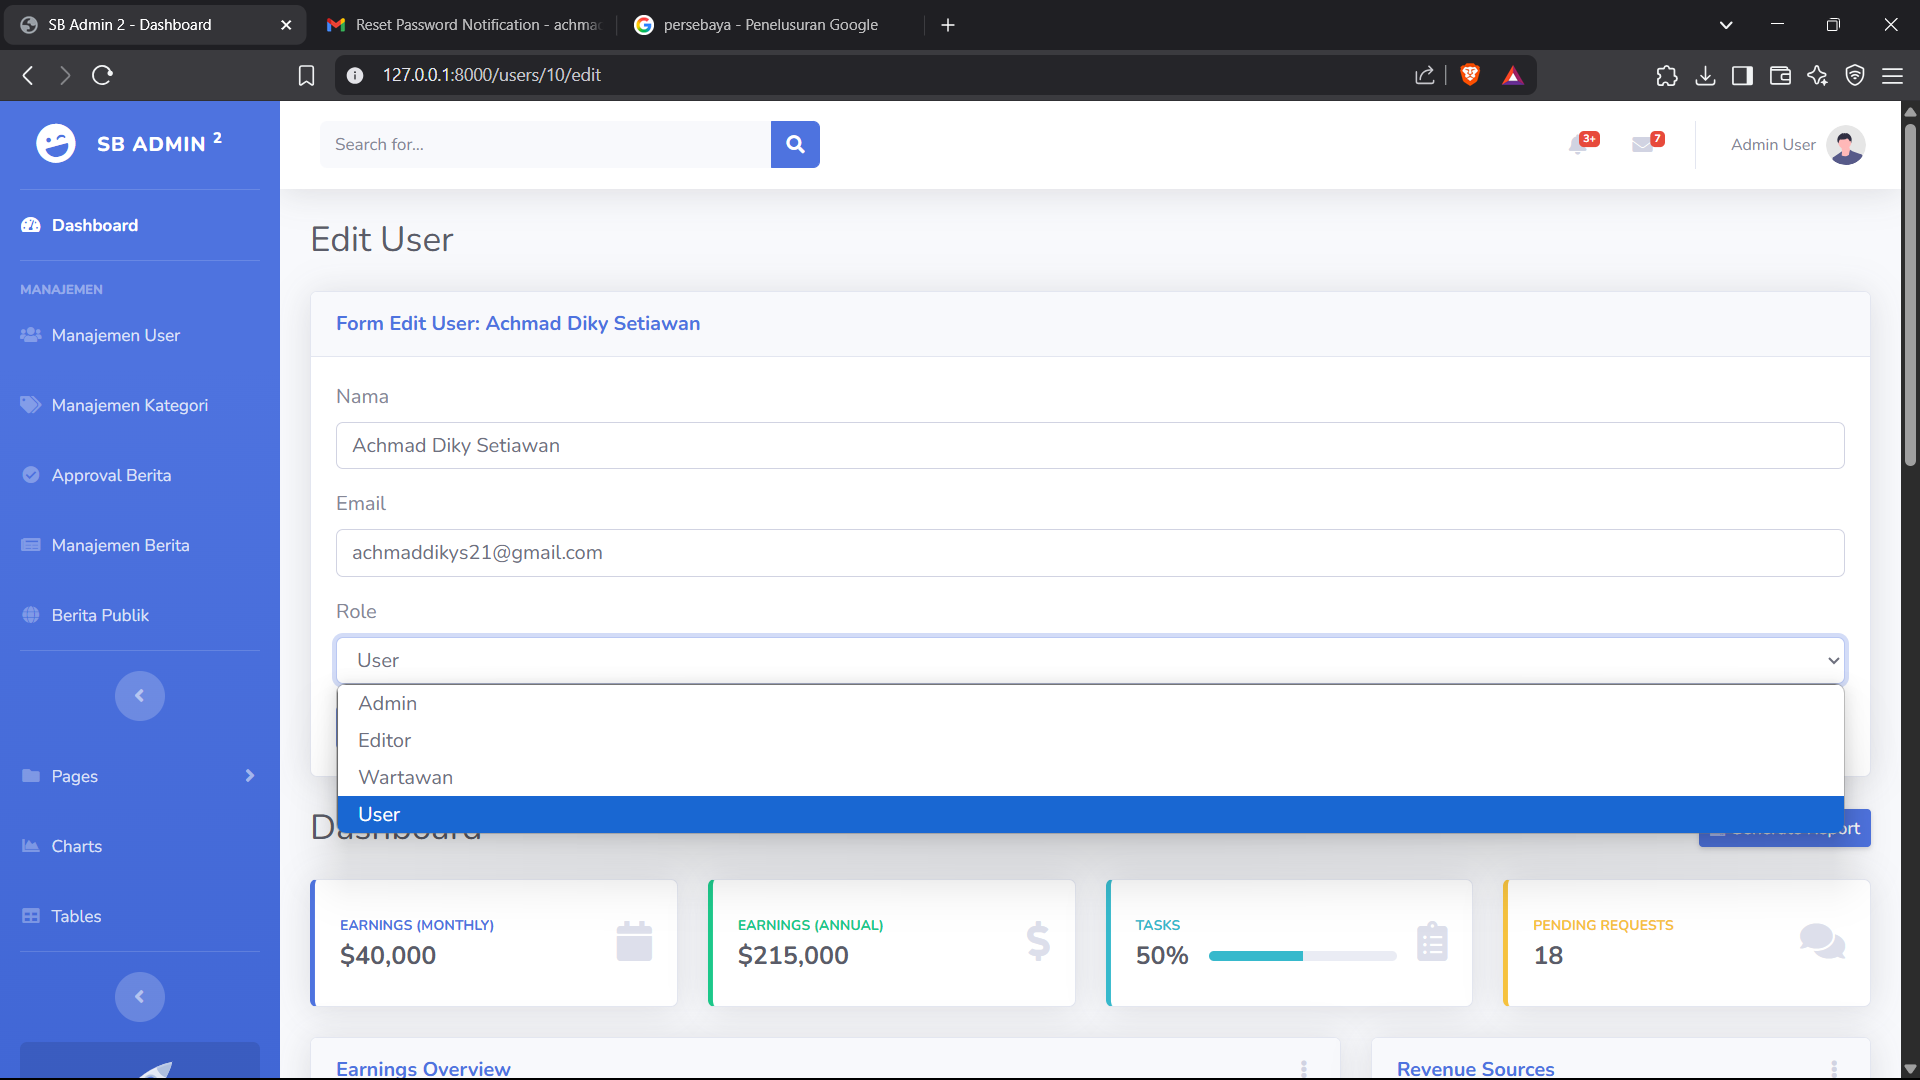 SB Admin 2 - Dashboard
Reset Password Notification - achma
persebaya - Penelusuran Google
127.0.0.1:8000/users/10/edit
SB ADMIN 2
Search for...
3+
7
Admin User
Dashboard
MANAJEMEN
Manajemen User
Manajemen Kategori
Approval Berita
Manajemen Berita
Berita Publik
Pages
Charts
Tables
Edit User
Form Edit User: Achmad Diky Setiawan
Nama
Achmad Diky Setiawan
Email
achmaddikys21@gmail.com
Role
User
Admin
Editor
Wartawan
User
Dashboard
Generate Report
EARNINGS (MONTHLY)
$40,000
EARNINGS (ANNUAL)
$215,000
TASKS
50%
PENDING REQUESTS
18
Earnings Overview
Revenue Sources